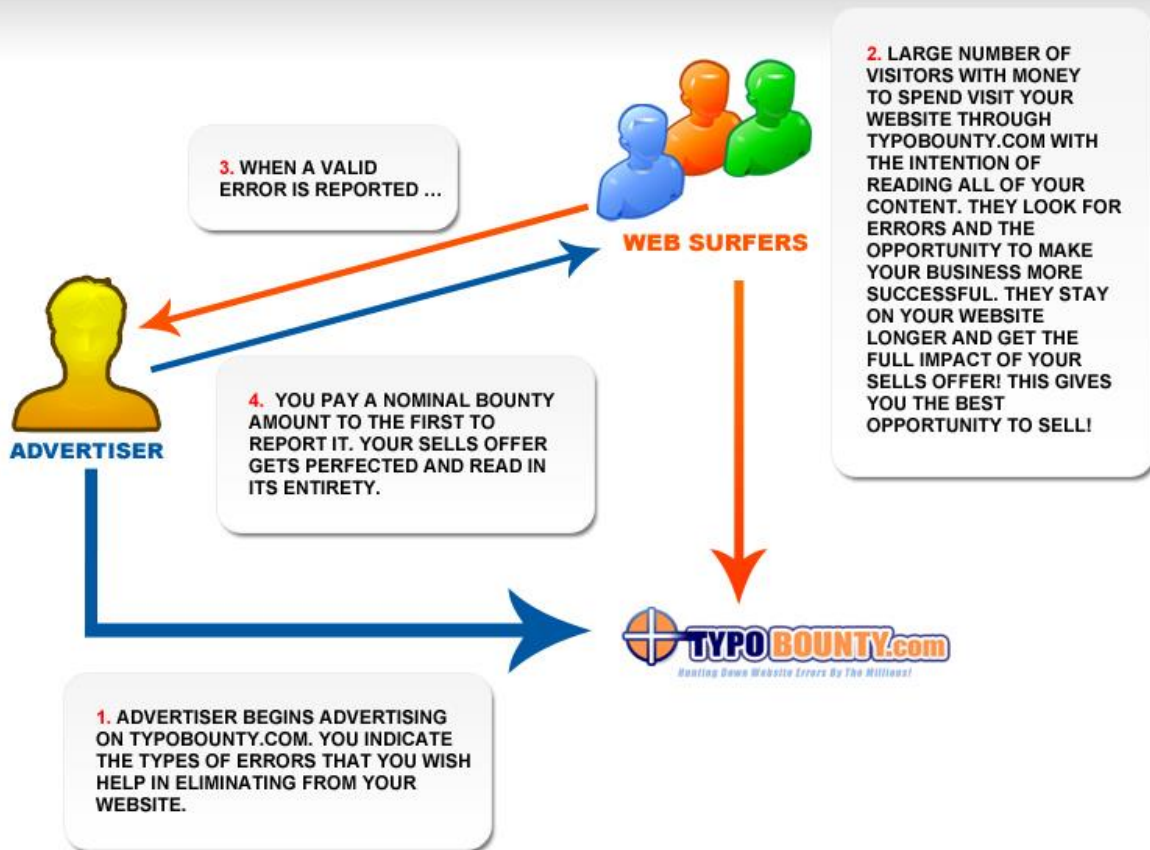 3. WHEN A VALID
ERROR IS REPORTED ...
WEB SURFERS
2. LARGE NUMBER OF
VISITORS WITH MONEY
TO SPEND VISIT YOUR
WEBSITE THROUGH
TYPOBOUNTY.COM WITH
THE INTENTION OF
READING ALL OF YOUR
CONTENT. THEY LOOK FOR
ERRORS AND THE
OPPORTUNITY TO MAKE
YOUR BUSINESS MORE
SUCCESSFUL. THEY STAY
ON YOUR WEBSITE
LONGER AND GET THE
FULL IMPACT OF YOUR
SELLS OFFER! THIS GIVES
YOU THE BEST
OPPORTUNITY TO SELL!
ADVERTISER
4. YOU PAY A NOMINAL BOUNTY
AMOUNT TO THE FIRST TO
REPORT IT. YOUR SELLS OFFER
GETS PERFECTED AND READ IN
ITS ENTIRETY.
TYPOBOUNTY.com
Hunting Down Website Errors By The Millions!
1. ADVERTISER BEGINS ADVERTISING
ON TYPOBOUNTY.COM. YOU INDICATE
THE TYPES OF ERRORS THAT YOU WISH
HELP IN ELIMINATING FROM YOUR
WEBSITE.